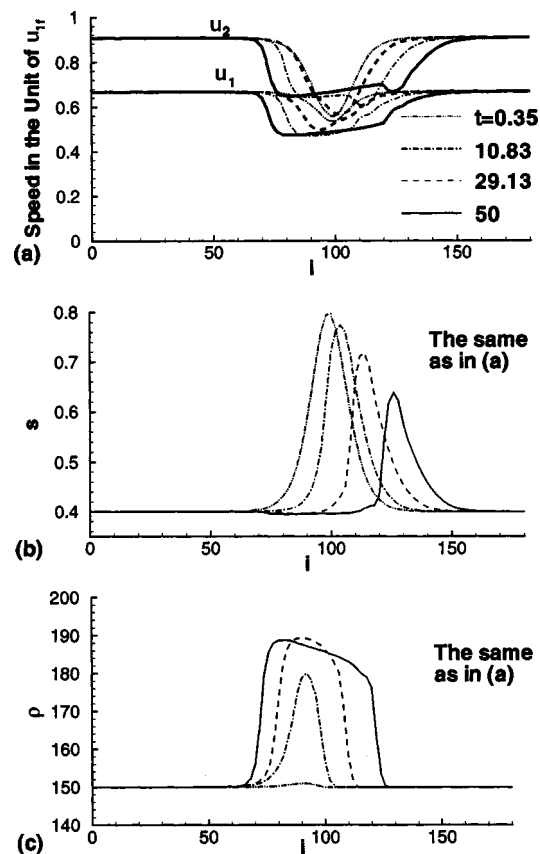 Speed in the Unit of u1f
1
0.8
0.6
0.4
0.2
0
u2
u1
t=0.35
10.83
29.13
50
0 50 100 150
(a)
i
0.8
0.7
0.6
0.5
0.4
s
The same
as in (a)
0 50 100 150
(b)
i
200
190
180
170
160
150
140
ρ
The same
as in (a)
0 50 100 150
(c)
i